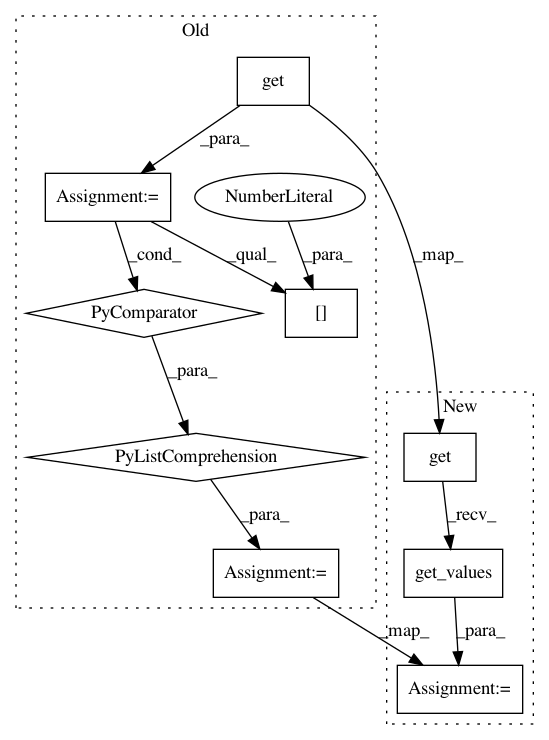 Old
get
_para_
Assignment:=
NumberLiteral
_cond_
_qual_
_para_
_map_
PyComparator
[]
_para_
New
PyListComprehension
get
_para_
_recv_
Assignment:=
get_values
_map_
_para_
Assignment:=